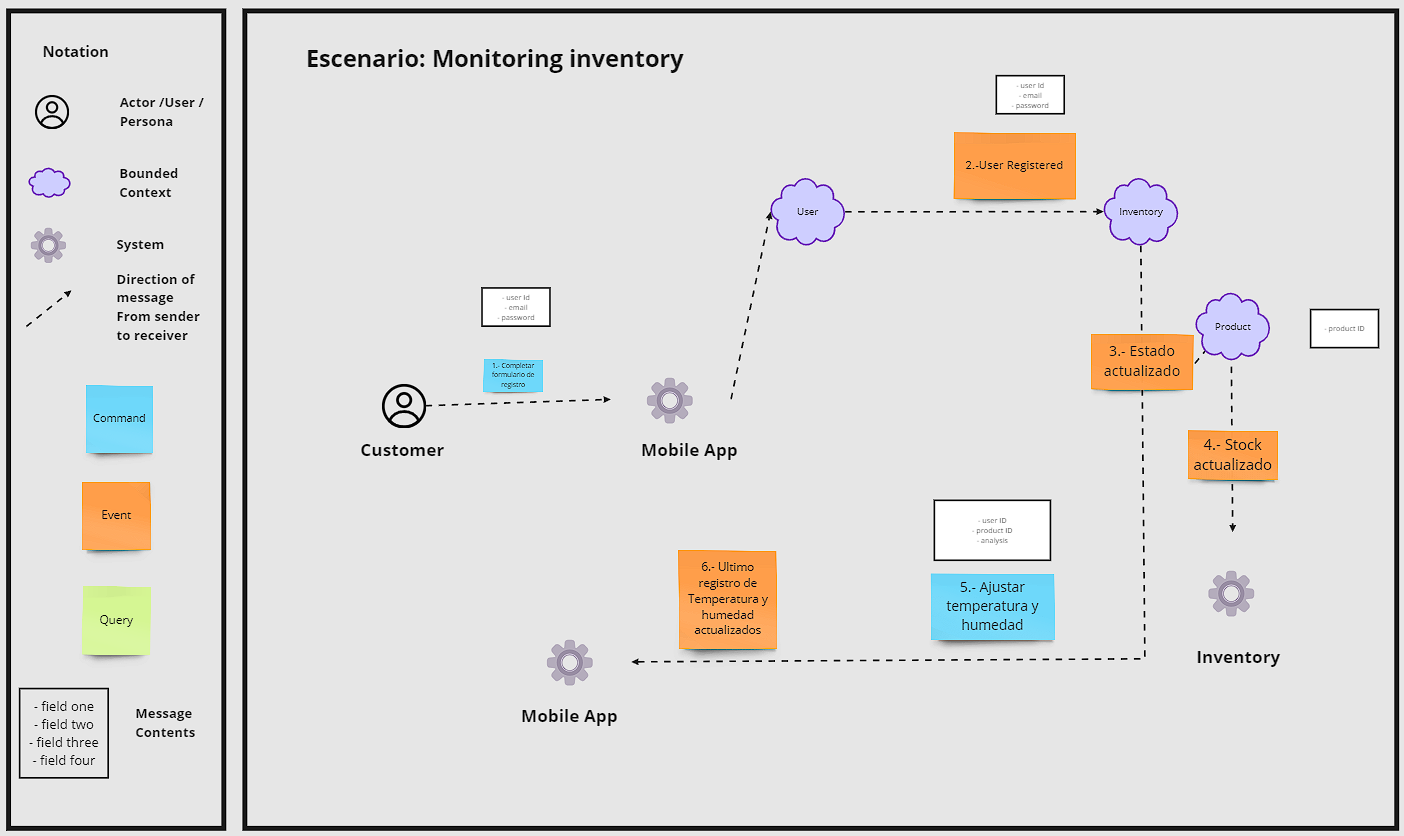 Notation
Actor /User /
Persona
Bounded
Context
System
Direction of
message
From sender
to receiver
Command
Event
Query
- field one
- field two
- field three
- field four
Message
Contents
Escenario: Monitoring inventory
- user Id
- email
- password
2.-User Registered
User
Inventory
- user Id
- email
- password
1.- Completar
formulario de
registro
Customer
Mobile App
Product
- product ID
3.- Estado
actualizado
4.- Stock
actualizado
- user ID
- product ID
- analysis
5.- Ajustar
temperatura y
humedad
6.- Ultimo
registro de
Temperatura y
humedad
actualizados
Inventory
Mobile App